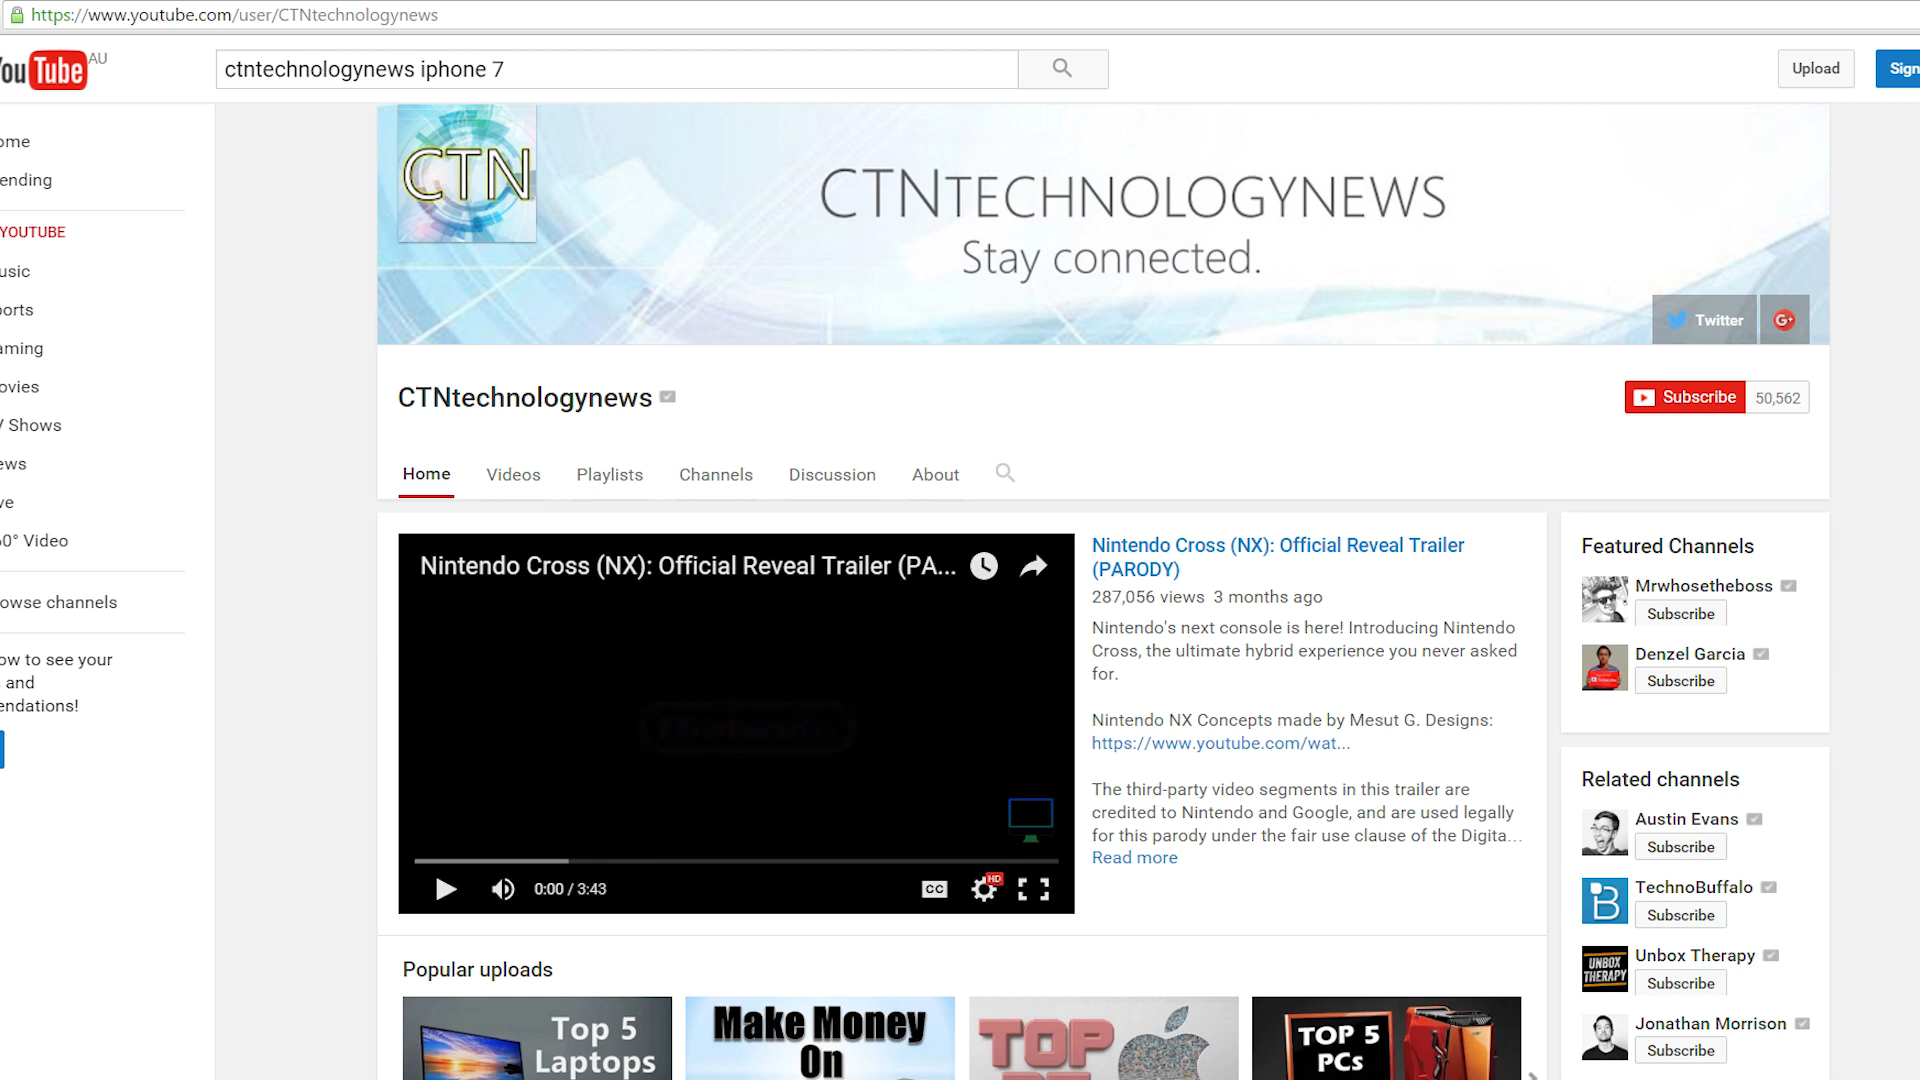 https://www.youtube.com/user/CTNtechnologynews
ou Tube AU
ctntechnologynews iphone 7
Upload
Sign
ome
ending
YOUTUBE
usic
orts
aming
ovies
/ Shows
ews
ve
0° Video
owse channels
ow to see your
and
endations!
CTN
CTNTECHNOLOGYNEWS
Stay connected.
Twitter
G+
CTNtechnologynews
Subscribe 50,562
Home Videos Playlists Channels Discussion About
Nintendo Cross (NX): Official Reveal Trailer (PA...
0:00 / 3:43
CC
HD
Nintendo Cross (NX): Official Reveal Trailer
(PARODY)
287,056 views 3 months ago
Nintendo's next console is here! Introducing Nintendo
Cross, the ultimate hybrid experience you never asked
for.
Nintendo NX Concepts made by Mesut G. Designs:
https://www.youtube.com/wat...
The third-party video segments in this trailer are
credited to Nintendo and Google, and are used legally
for this parody under the fair use clause of the Digita...
Read more
Popular uploads
Top 5
Laptops
Make Money
On
TOP
TOP 5
PCs
Featured Channels
Mrwhosetheboss
Subscribe
Denzel Garcia
Subscribe
Related channels
Austin Evans
Subscribe
TechnoBuffalo
Subscribe
UNBOX
THERAPY
Unbox Therapy
Subscribe
Jonathan Morrison
Subscribe